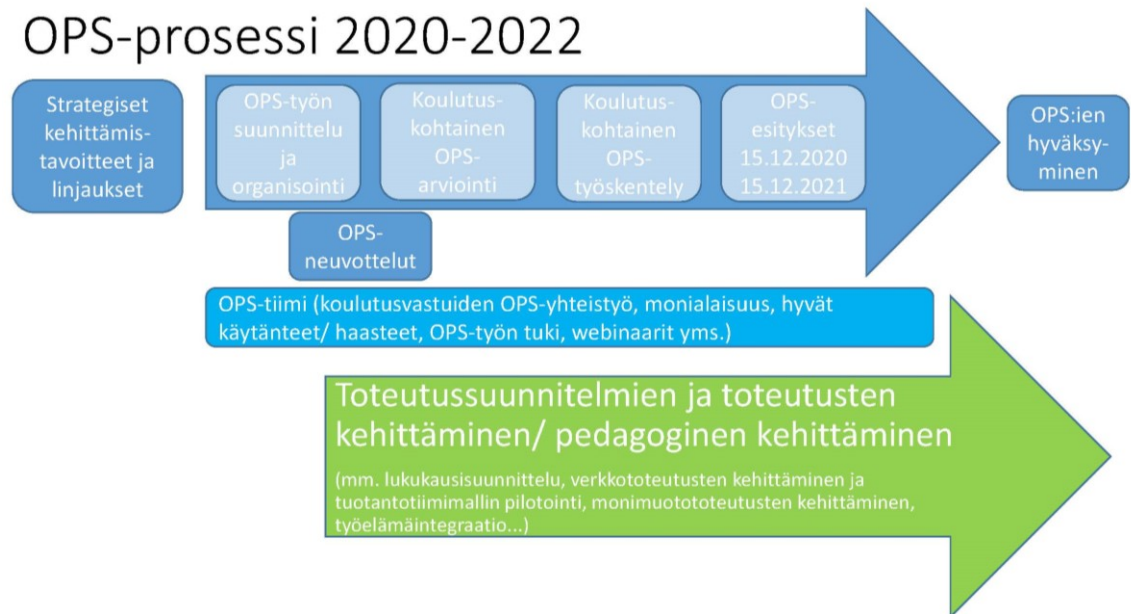 OPS-prosessi 2020-2022
Strategiset
kehittämis-
tavoitteet ja
linjaukset
OPS-työn
suunnittelu
ja
organisointi
Koulutus-
kohtainen
OPS-
arviointi
Koulutus-
kohtainen
OPS-
työskentely
OPS-
esitykset
15.12.2020
15.12.2021
OPS:ien
hyväksy-
minen
OPS-
neuvottelut
OPS-tiimi (koulutusvastuiden OPS-yhteistyö, monialaisuus, hyvät
käytänteet/ haasteet, OPS-työn tuki, webinaarit yms.)
Toteutussuunnitelmien ja toteutusten
kehittäminen/ pedagoginen kehittäminen
(mm. lukukausisuunnittelu, verkkototeutusten kehittäminen ja
tuotantotiimimallin pilotointi, monimuotototeutusten kehittäminen,
työelämäintegraatio...)